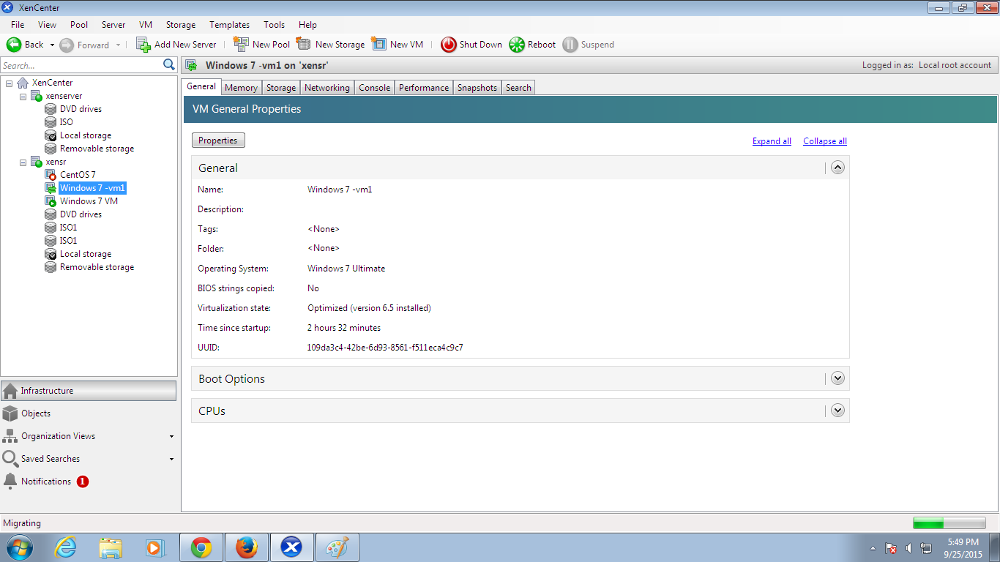 XenCenter
File View Pool Server VM Storage Templates Tools Help
Back Forward Add New Server New Pool New Storage New VM Shut Down Reboot Suspend
Search...
Windows 7 -vm1 on 'xensr'
Logged in as: Local root account
XenCenter
xenserver
DVD drives
ISO
Local storage
Removable storage
xensr
CentOS 7
Windows 7 -vm1
Windows 7 VM
DVD drives
ISO1
ISO1
Local storage
Removable storage
Infrastructure
Objects
Organization Views
Saved Searches
Notifications 1
General Memory Storage Networking Console Performance Snapshots Search
VM General Properties
Properties
Expand all Collapse all
General
Name: Windows 7 -vm1
Description:
Tags: <None>
Folder: <None>
Operating System: Windows 7 Ultimate
BIOS strings copied: No
Virtualization state: Optimized (version 6.5 installed)
Time since startup: 2 hours 32 minutes
UUID: 109da3c4-42be-6d93-8561-f511eca4c9c7
Boot Options
CPUs
Migrating
5:49 PM
9/25/2015